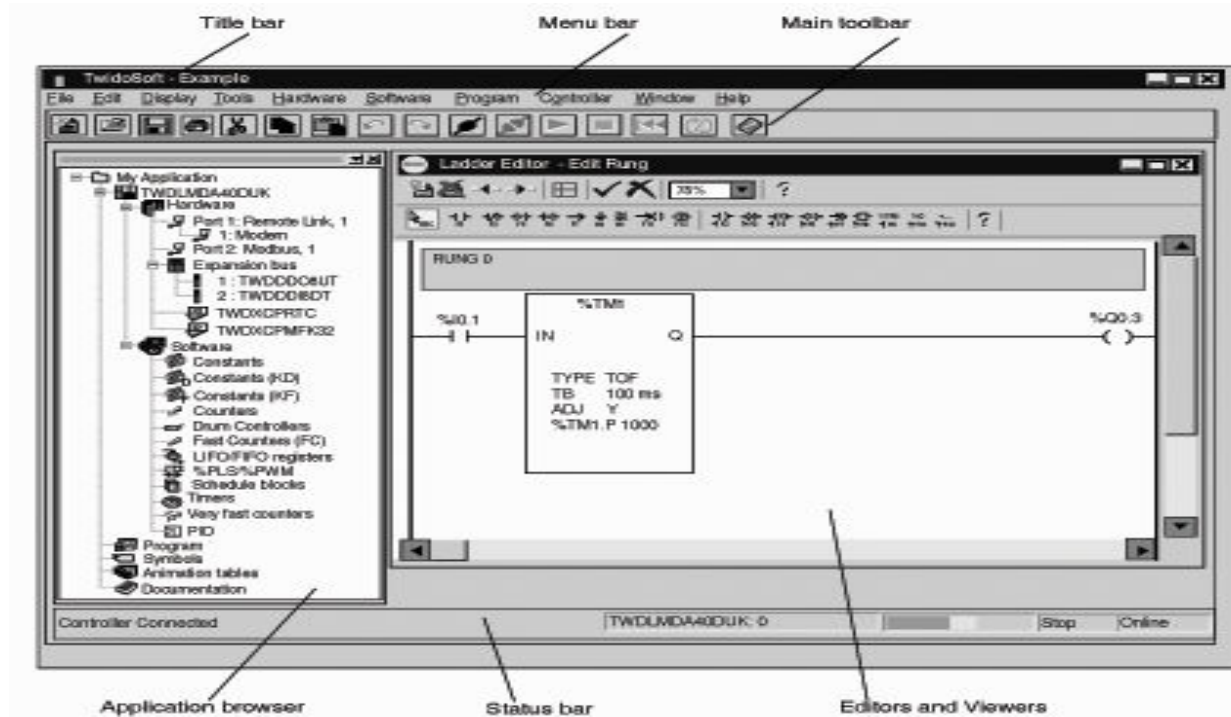 Title bar
Menu bar
Main toolbar
TwidoSoft - Example
File Edit Display Tools Hardware Software Program Controller Window Help
Ladder Editor - Edit Rung
75%
?
?
My Application
TWDLMDA40DUK
Hardware
Port 1: Remote Link, 1
1: Modem
Port 2: Modbus, 1
Expansion bus
1 : TWDDDO8UT
2 : TWDDDI8DT
TWDXCPRTC
TWDXCPMFK32
Software
Constants
Constants (KD)
Constants (KF)
Counters
Drum Controllers
Fast Counters (FC)
LIFO/FIFO registers
%PLS/%PWM
Schedule blocks
Timers
Very fast counters
PID
Program
Symbols
Animation tables
Documentation
RUNG 0
%I0.1
%TM1
IN Q
TYPE TOF
TB 100 ms
ADJ Y
%TM1.P 1000
%Q0.3
Controller Connected
TWDLMDA40DUK: 0
Stop
Online
Application browser
Status bar
Editors and Viewers